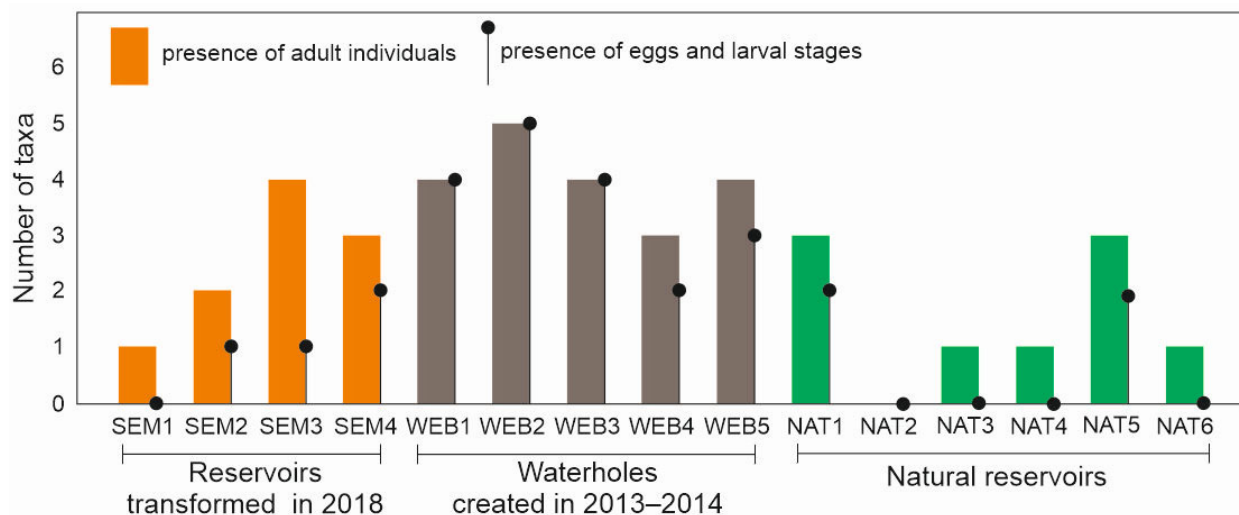 presence of adult individuals
presence of eggs and larval stages
Number of taxa
6
5
4
3
2
1
0
SEM1 SEM2 SEM3 SEM4 WEB1 WEB2 WEB3 WEB4 WEB5 NAT1 NAT2 NAT3 NAT4 NAT5 NAT6
Reservoirs
transformed in 2018
Waterholes
created in 2013–2014
Natural reservoirs